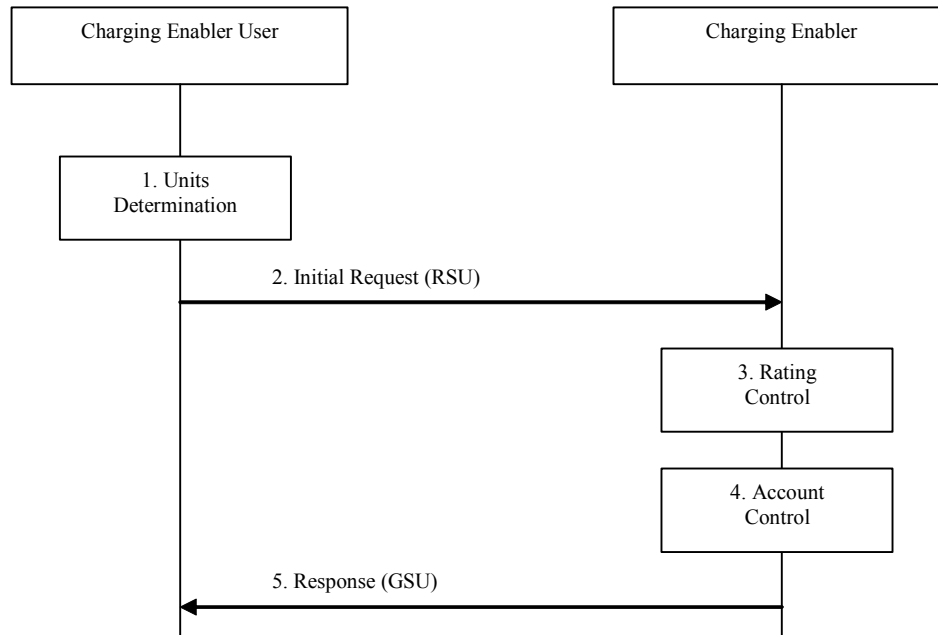 Charging Enabler User
Charging Enabler
1. Units
Determination
2. Initial Request (RSU)
3. Rating
Control
4. Account
Control
5. Response (GSU)